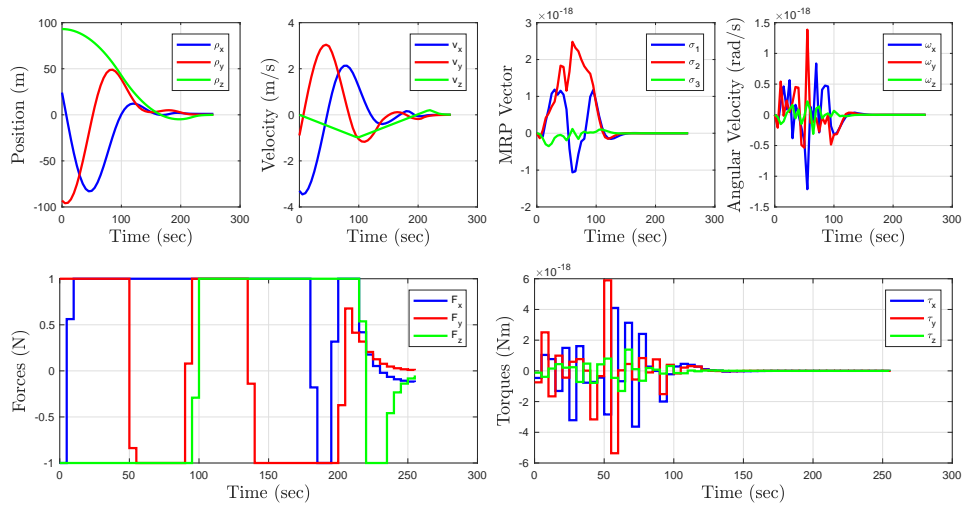 100
50
0
-50
-100
Position (m)
0 100 200 300
Time (sec)
ρx
ρy
ρz
4
2
0
-2
-4
Velocity (m/s)
0 100 200 300
Time (sec)
vx
vy
vz
×10-18
3
2
1
0
-1
-2
MRP Vector
0 100 200 300
Time (sec)
σ1
σ2
σ3
×10-18
1.5
1
0.5
0
-0.5
-1
-1.5
Angular Velocity (rad/s)
0 100 200 300
Time (sec)
ωx
ωy
ωz
1
0.5
0
-0.5
-1
Forces (N)
0 50 100 150 200 250 300
Time (sec)
Fx
Fy
Fz
×10-18
6
4
2
0
-2
-4
-6
Torques (Nm)
0 50 100 150 200 250 300
Time (sec)
τx
τy
τz